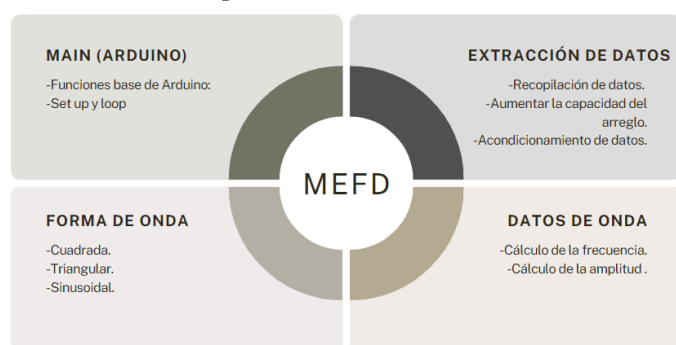 MAIN (ARDUINO)
-Funciones base de Arduino:
-Set up y loop
EXTRACCIÓN DE DATOS
-Recopilación de datos.
-Aumentar la capacidad del
arreglo.
-Acondicionamiento de datos.
MEFD
FORMA DE ONDA
-Cuadrada.
-Triangular.
-Sinusoidal.
DATOS DE ONDA
-Cálculo de la frecuencia.
-Cálculo de la amplitud .